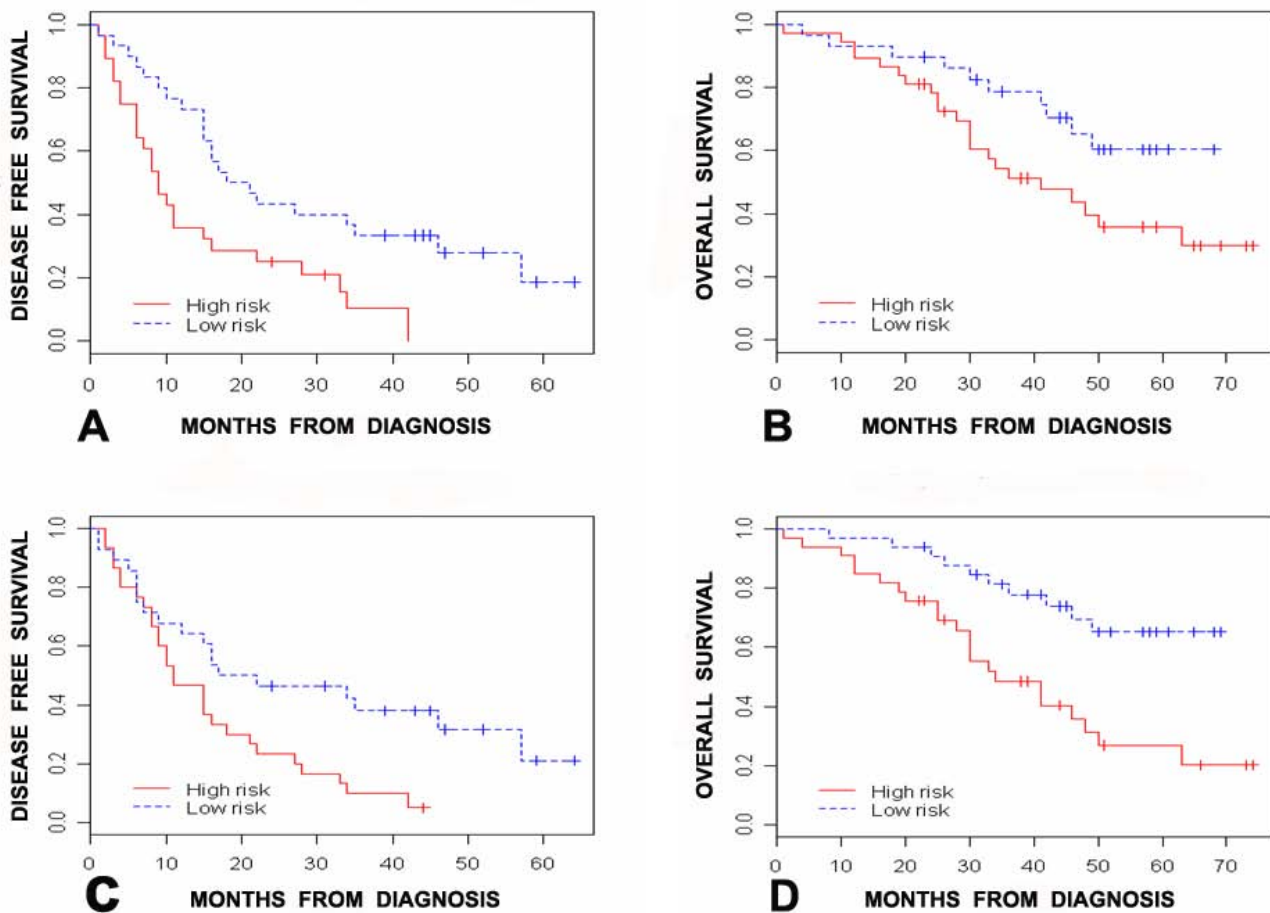 DISEASE FREE SURVIVAL
1.0
0.8
0.6
0.4
0.2
0.0
High risk
Low risk
0 10 20 30 40 50 60
MONTHS FROM DIAGNOSIS
A
OVERALL SURVIVAL
1.0
0.8
0.6
0.4
0.2
0.0
High risk
Low risk
0 10 20 30 40 50 60 70
MONTHS FROM DIAGNOSIS
B
DISEASE FREE SURVIVAL
1.0
0.8
0.6
0.4
0.2
0.0
High risk
Low risk
0 10 20 30 40 50 60
MONTHS FROM DIAGNOSIS
C
OVERALL SURVIVAL
1.0
0.8
0.6
0.4
0.2
0.0
High risk
Low risk
0 10 20 30 40 50 60 70
MONTHS FROM DIAGNOSIS
D